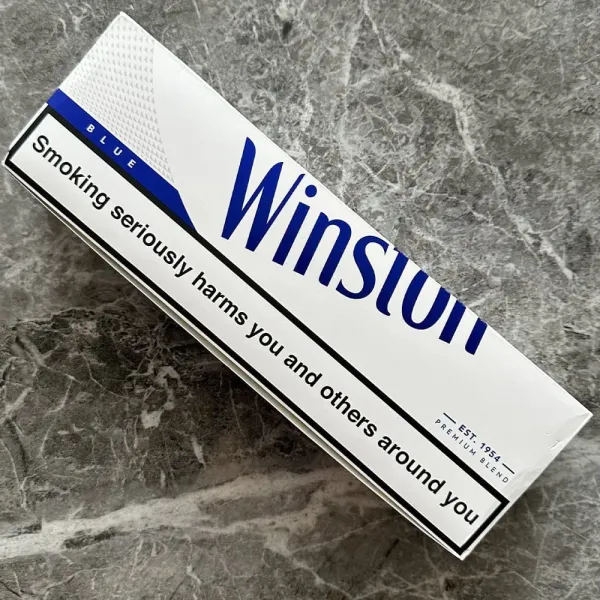 BLUE
Winston
Smoking seriously harms you and others around you
EST. 1954
PREMIUM BLEND